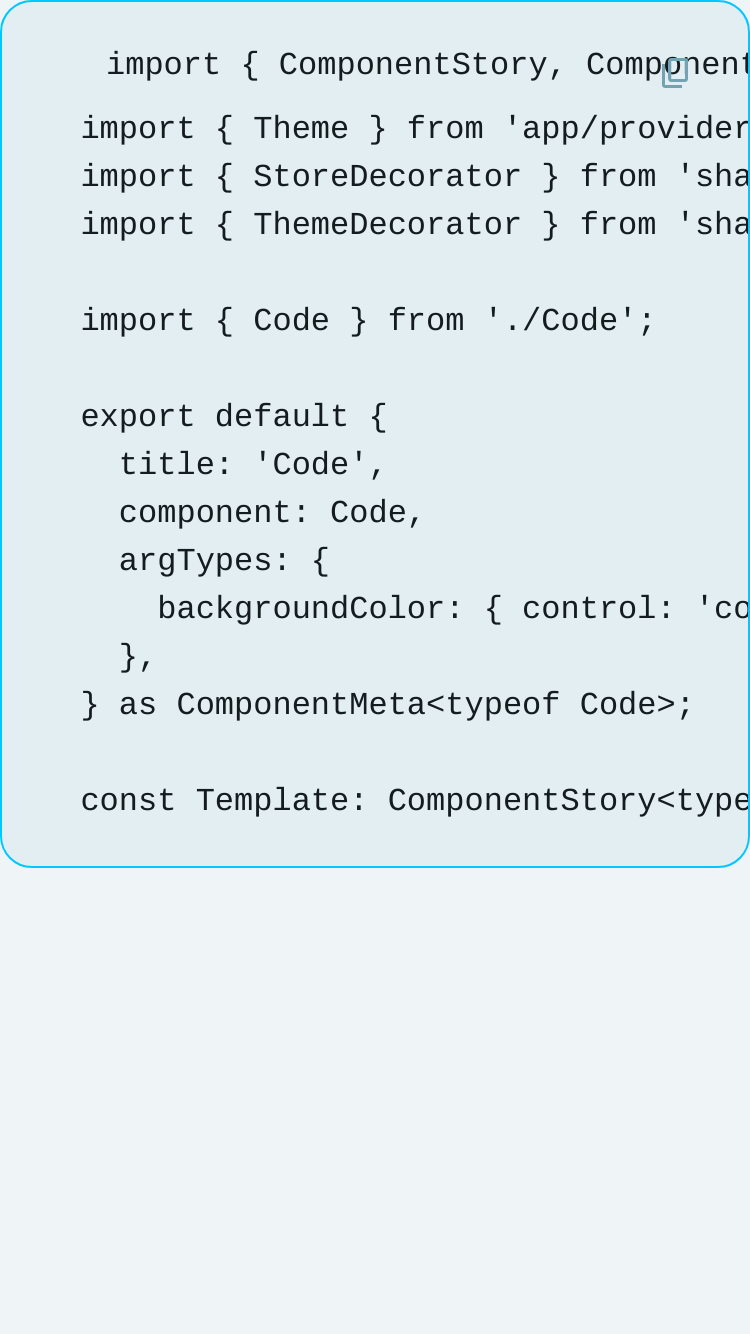 import { ComponentStory, Component
import { Theme } from 'app/provider
import { StoreDecorator } from 'sha
import { ThemeDecorator } from 'sha

import { Code } from './Code';

export default {
  title: 'Code',
  component: Code,
  argTypes: {
    backgroundColor: { control: 'co
  },
} as ComponentMeta<typeof Code>;

const Template: ComponentStory<type